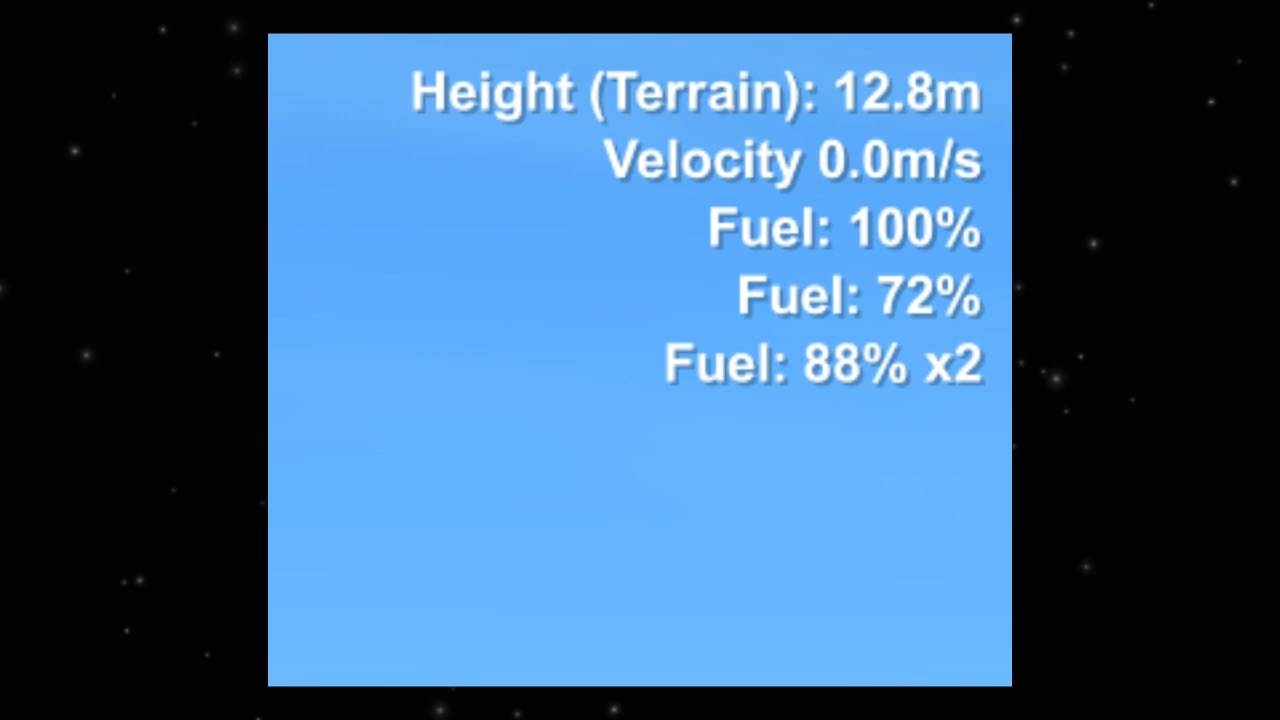 Height (Terrain): 12.8m
Velocity 0.0m/s
Fuel: 100%
Fuel: 72%
Fuel: 88% x2